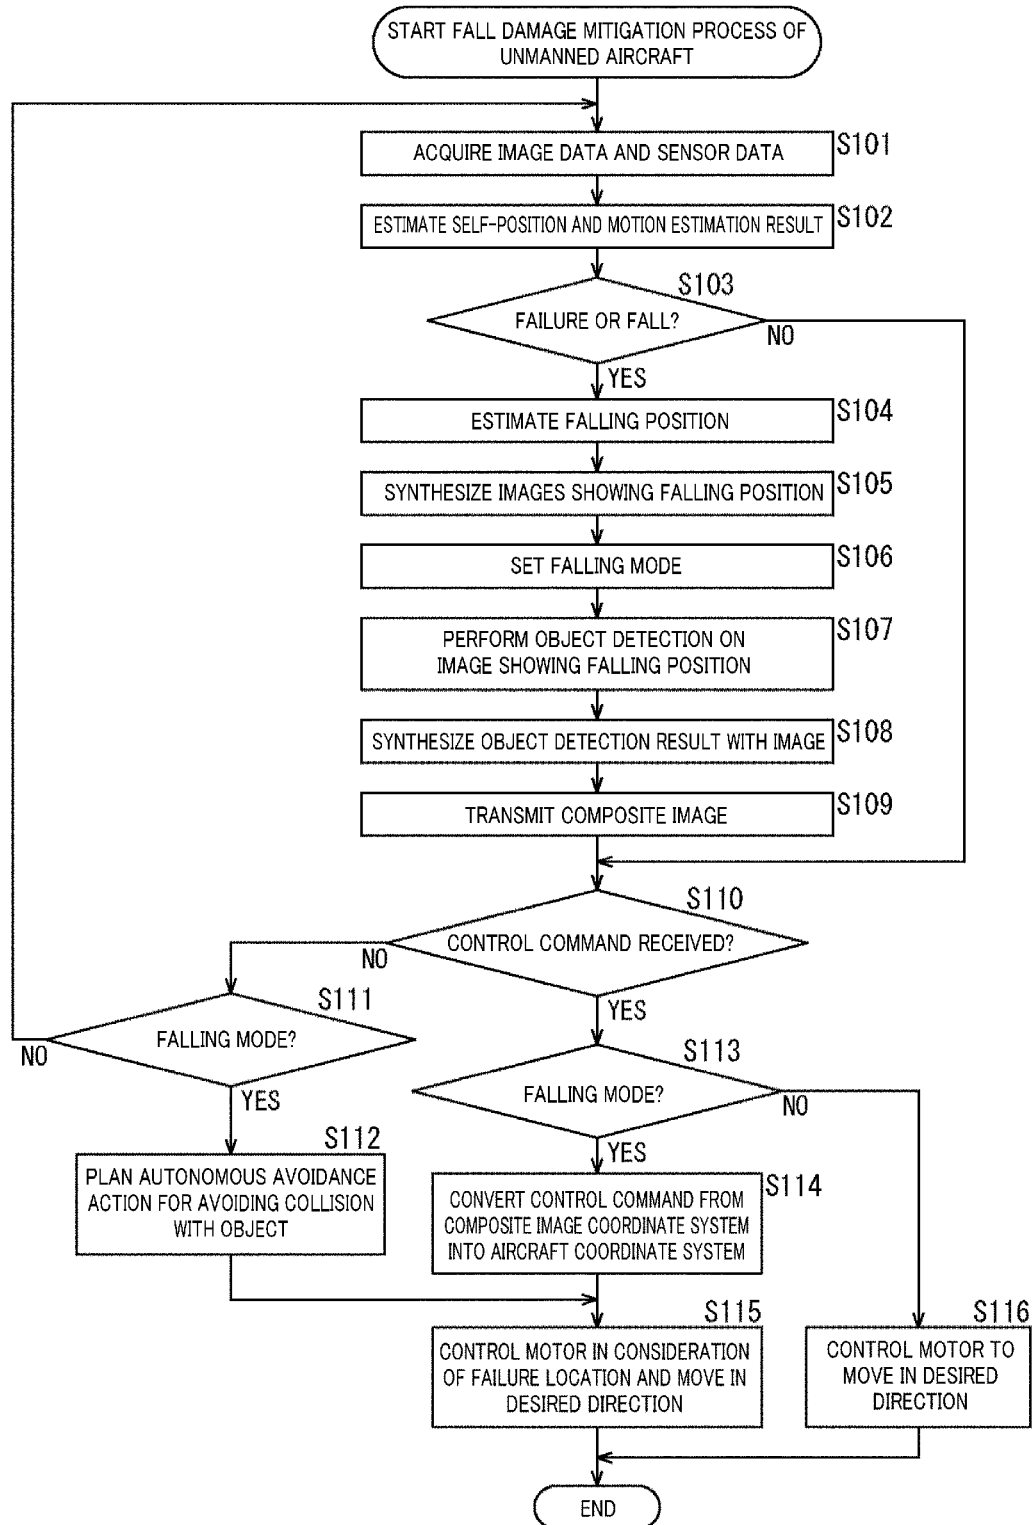 START FALL DAMAGE MITIGATION PROCESS OF
UNMANNED AIRCRAFT
ACQUIRE IMAGE DATA AND SENSOR DATA
S101
ESTIMATE SELF-POSITION AND MOTION ESTIMATION RESULT
S102
S103
FAILURE OR FALL?
NO
YES
ESTIMATE FALLING POSITION
S104
SYNTHESIZE IMAGES SHOWING FALLING POSITION
S105
SET FALLING MODE
S106
PERFORM OBJECT DETECTION ON
IMAGE SHOWING FALLING POSITION
S107
SYNTHESIZE OBJECT DETECTION RESULT WITH IMAGE
S108
TRANSMIT COMPOSITE IMAGE
S109
S110
CONTROL COMMAND RECEIVED?
NO
YES
S111
FALLING MODE?
NO
YES
S113
FALLING MODE?
NO
YES
S112
PLAN AUTONOMOUS AVOIDANCE
ACTION FOR AVOIDING COLLISION
WITH OBJECT
S114
CONVERT CONTROL COMMAND FROM
COMPOSITE IMAGE COORDINATE SYSTEM
INTO AIRCRAFT COORDINATE SYSTEM
S115
CONTROL MOTOR IN CONSIDERATION
OF FAILURE LOCATION AND MOVE IN
DESIRED DIRECTION
S116
CONTROL MOTOR TO
MOVE IN DESIRED
DIRECTION
END